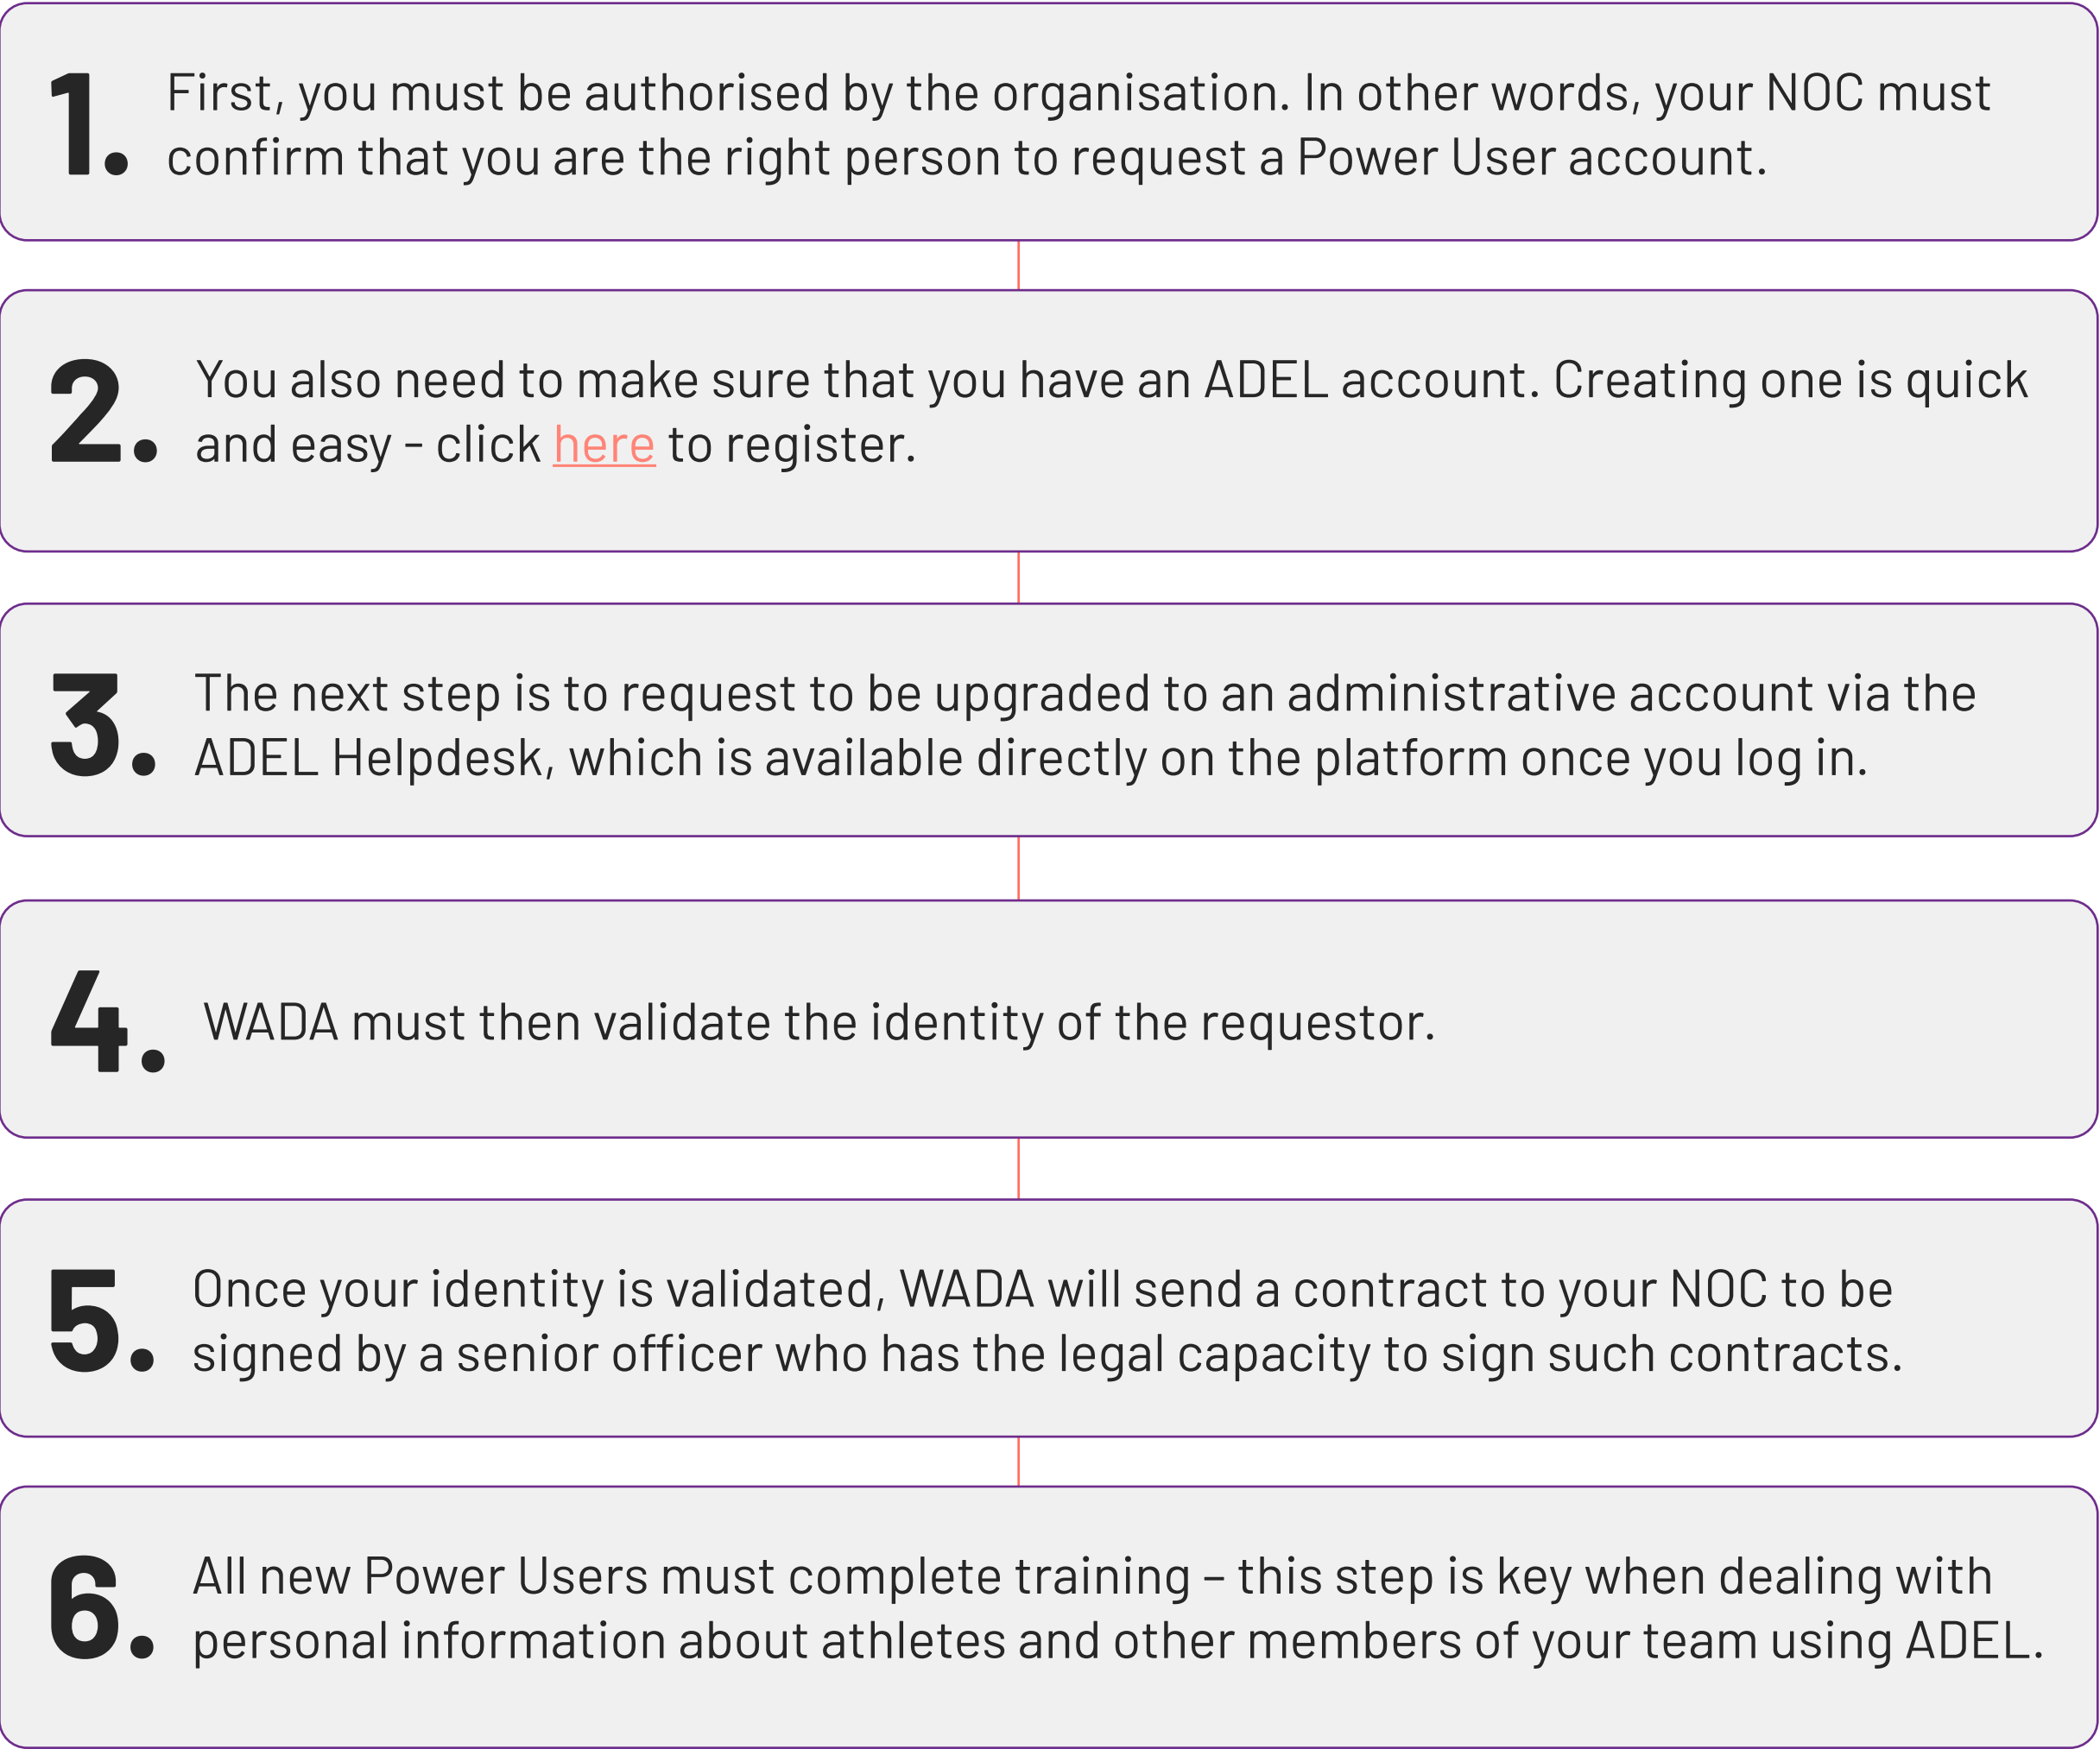 1. First, you must be authorised by the organisation. In other words, your NOC must
confirm that you are the right person to request a Power User account.
2. You also need to make sure that you have an ADEL account. Creating one is quick
and easy - click here to register.
3. The next step is to request to be upgraded to an administrative account via the
ADEL Helpdesk, which is available directly on the platform once you log in.
4. WADA must then validate the identity of the requestor.
5. Once your identity is validated, WADA will send a contract to your NOC to be
signed by a senior officer who has the legal capacity to sign such contracts.
6. All new Power Users must complete training – this step is key when dealing with
personal information about athletes and other members of your team using ADEL.